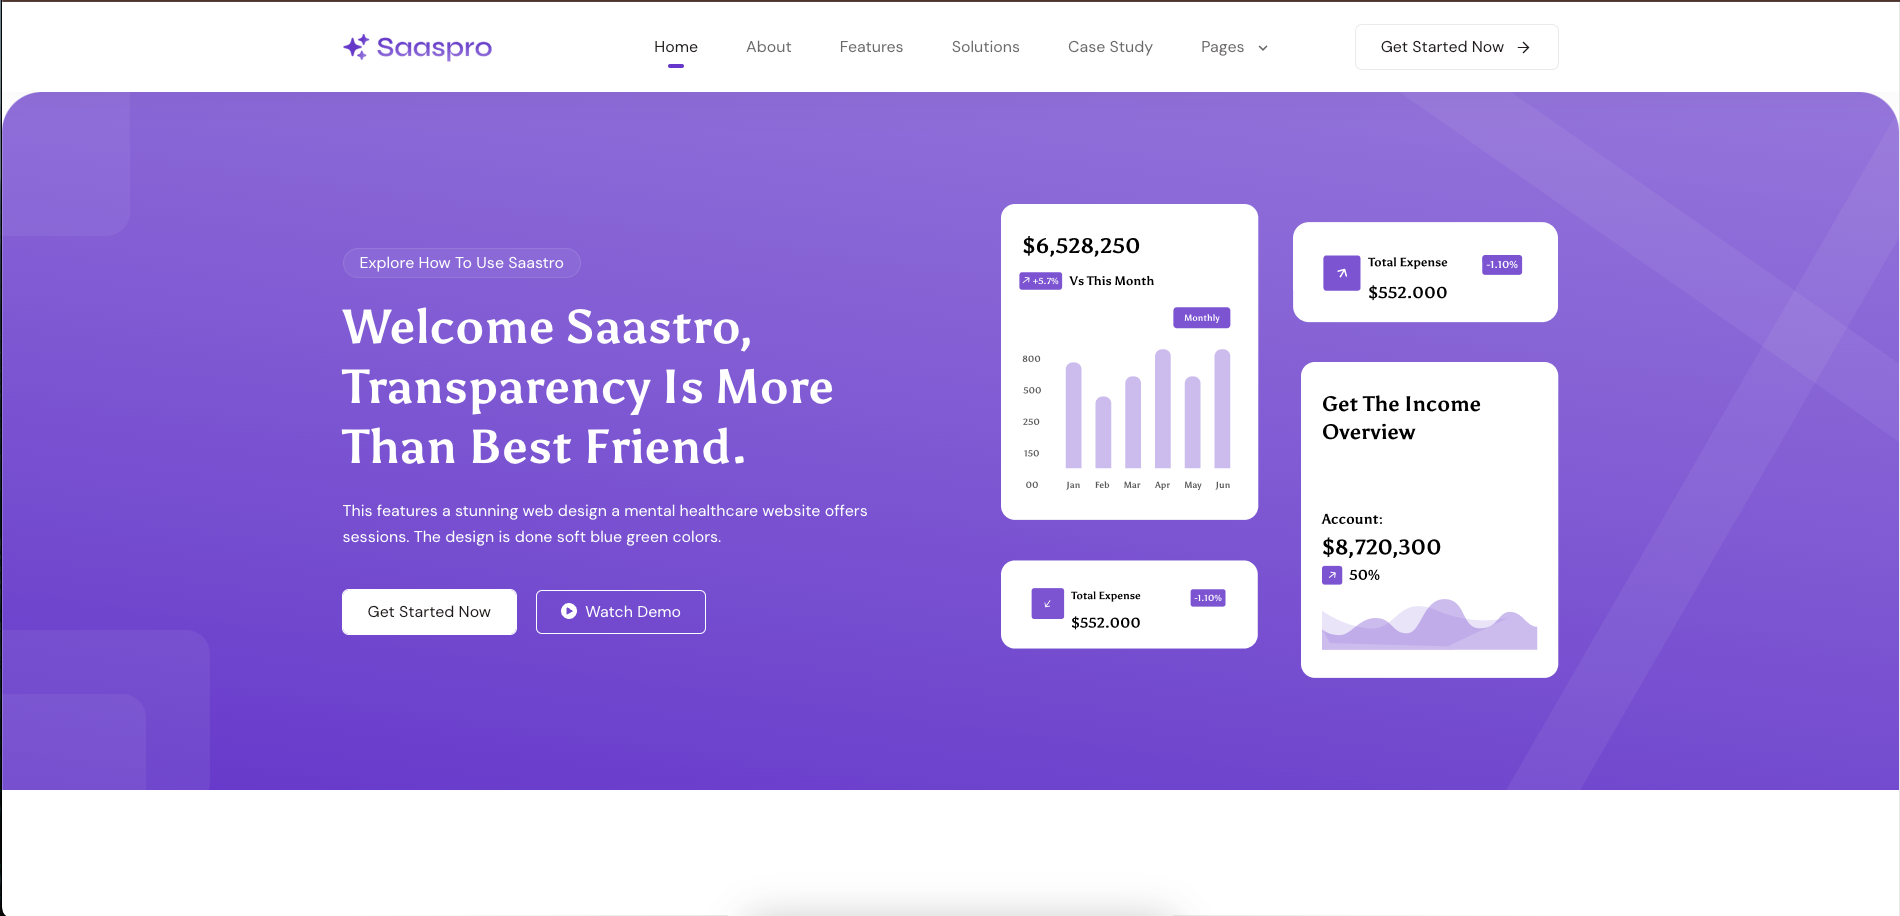 Saaspro
Home
About
Features
Solutions
Case Study
Pages
Get Started Now
Explore How To Use Saastro
Welcome Saastro,
Transparency Is More
Than Best Friend.
This features a stunning web design a mental healthcare website offers
sessions. The design is done soft blue green colors.
Get Started Now
Watch Demo
$6,528,250
+5.7%
Vs This Month
Monthly
800
500
250
150
00
Jan
Feb
Mar
Apr
May
Jun
Total Expense
-1.10%
$552.000
Total Expense
-1.10%
$552.000
Get The Income
Overview
Account:
$8,720,300
50%